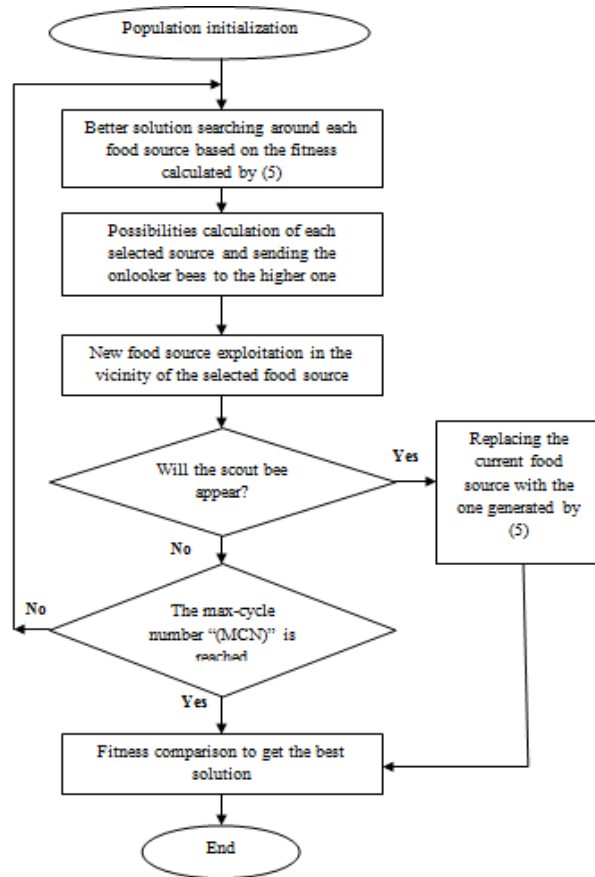 Population initialization
Better solution searching around each
food source based on the fitness
calculated by (5)
Possibilities calculation of each
selected source and sending the
onlooker bees to the higher one
New food source exploitation in the
vicinity of the selected food source
Will the scout bee
appear?
Yes
Replacing the
current food
source with the
one generated by
(5)
No
No
The max-cycle
number “(MCN)” is
reached
Yes
Fitness comparison to get the best
solution
End